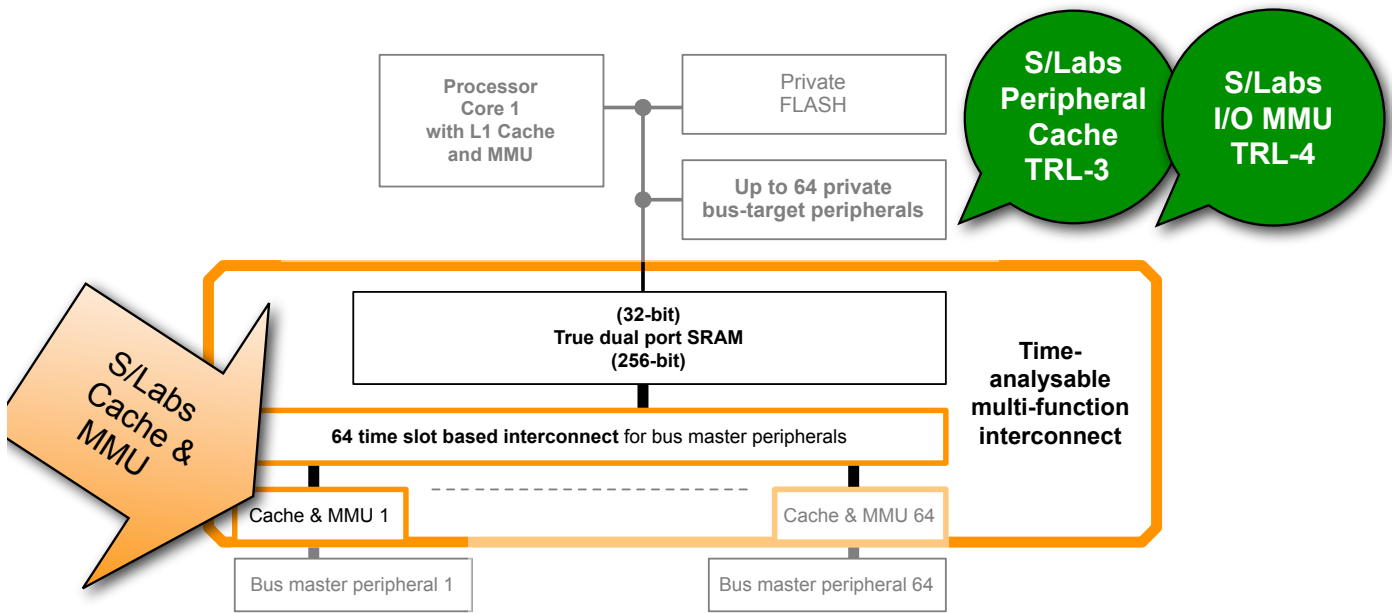 Processor
Core 1
with L1 Cache
and MMU
Private
FLASH
Up to 64 private
bus-target peripherals
S/Labs
Peripheral
Cache
TRL-3
S/Labs
I/O MMU
TRL-4
(32-bit)
True dual port SRAM
(256-bit)
Time-
analysable
multi-function
interconnect
S/Labs
Cache &
MMU
64 time slot based interconnect for bus master peripherals
Cache & MMU 1
Cache & MMU 64
Bus master peripheral 1
Bus master peripheral 64